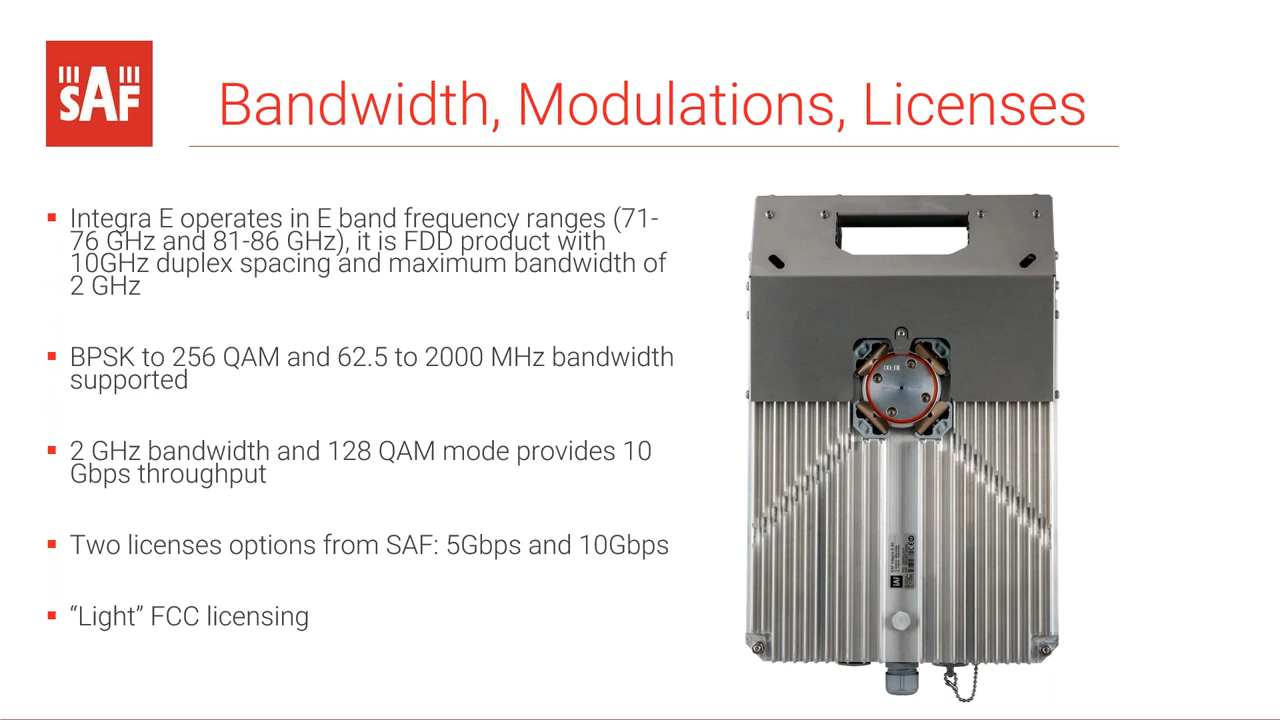 SAF
Bandwidth, Modulations, Licenses
Integra E operates in E band frequency ranges (71-
76 GHz and 81-86 GHz), it is FDD product with
10GHz duplex spacing and maximum bandwidth of
2 GHz
BPSK to 256 QAM and 62.5 to 2000 MHz bandwidth
supported
2 GHz bandwidth and 128 QAM mode provides 10
Gbps throughput
Two licenses options from SAF: 5Gbps and 10Gbps
“Light” FCC licensing
SAF